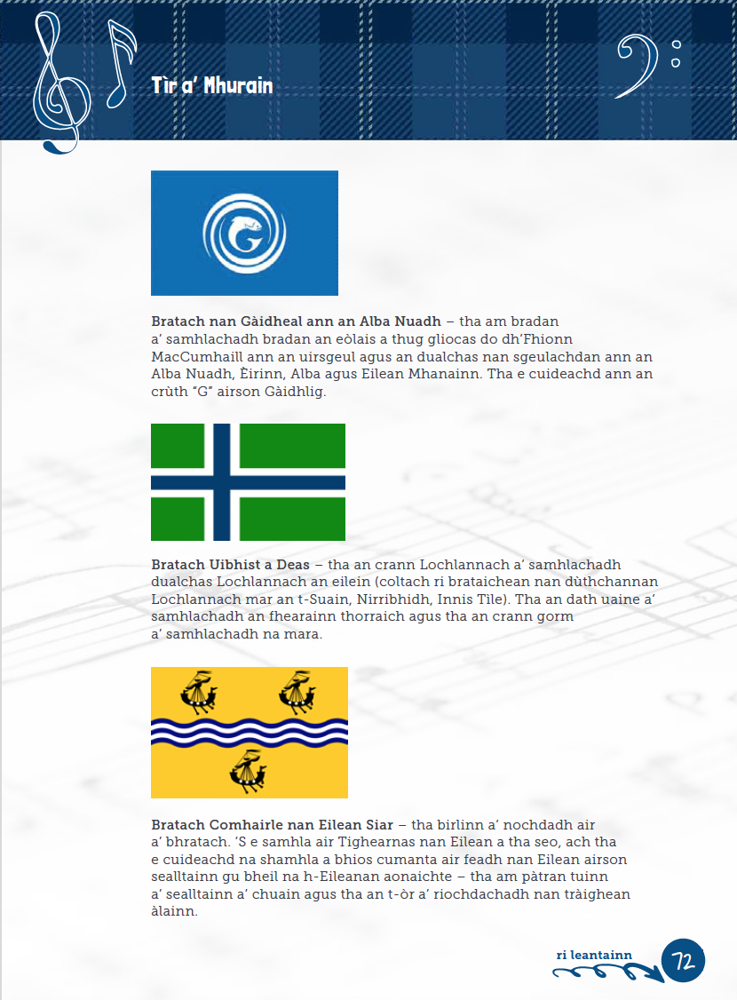 Tìr a’ Mhurain
Bratach nan Gàidheal ann an Alba Nuadh – tha am bradan
a’ samhlachadh bradan an eòlais a thug gliocas do dh’Fhionn
MacCumhaill ann an uirsgeul agus an dualchas nan sgeulachdan ann an
Alba Nuadh, Èirinn, Alba agus Eilean Mhanainn. Tha e cuideachd ann an
crùth “G” airson Gàidhlig.
Bratach Uibhist a Deas – tha an crann Lochlannach a’ samhlachadh
dualchas Lochlannach an eilein (coltach ri brataichean nan dùthchannan
Lochlannach mar an t-Suain, Nirribhidh, Innis Tìle). Tha an dath uaine a’
samhlachadh an fhearainn thorraich agus tha an crann gorm
a’ samhlachadh na mara.
Bratach Comhairle nan Eilean Siar – tha birlinn a’ nochdadh air
a’ bhratach. ’S e samhla air Tighearnas nan Eilean a tha seo, ach tha
e cuideachd na shamhla a bhios cumanta air feadh nan Eilean airson
sealltainn gu bheil na h-Eileanan aonaichte – tha am pàtran tuinn
a’ sealltainn a’ chuain agus tha an t-òr a’ riochdachadh nan tràighean
àlainn.
ri leantainn
72